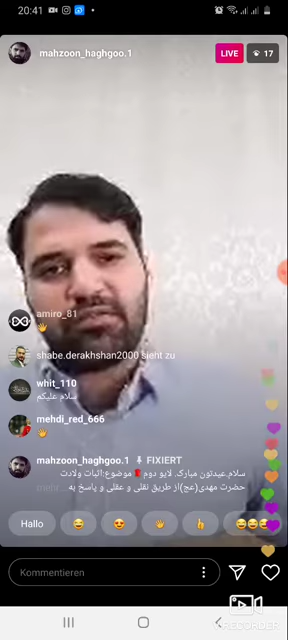 20:41
mahzoon_haghgoo.1
LIVE
17
amiro_81
shabe.derakhshan2000 sieht zu
whit_110
سلام علیکم
mehdi_red_666
mahzoon_haghgoo.1 FIXIERT
سلام.عیدتون مبارک. لایو دوم موضوع:اثبات ولادت
حضرت مهدی(عج)از طریق نقلی و عقلی و پاسخ به ...
Hallo
Kommentieren
RECORDER